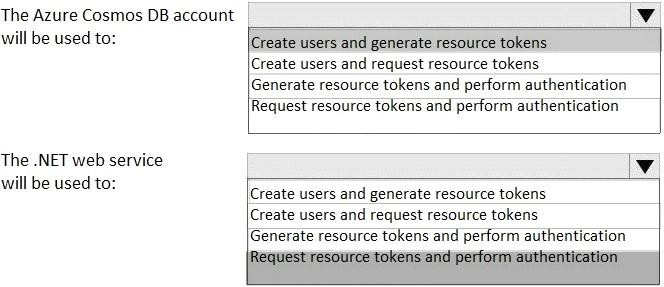 The Azure Cosmos DB account
will be used to:
Create users and generate resource tokens
Create users and request resource tokens
Generate resource tokens and perform authentication
Request resource tokens and perform authentication
The .NET web service
will be used to:
Create users and generate resource tokens
Create users and request resource tokens
Generate resource tokens and perform authentication
Request resource tokens and perform authentication